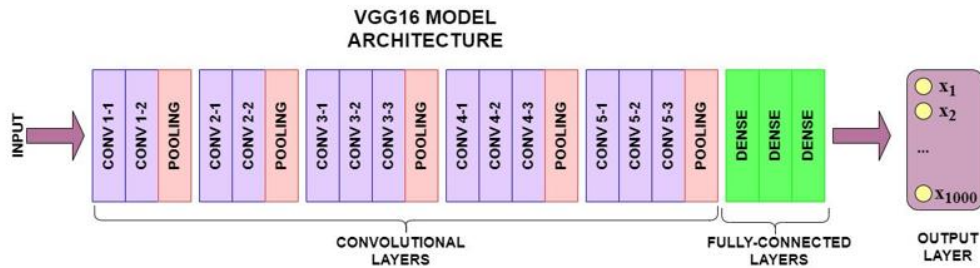 VGG16 MODEL
ARCHITECTURE
INPUT
CONV 1-1
CONV 1-2
POOLING
CONV 2-1
CONV 2-2
POOLING
CONV 3-1
CONV 3-2
CONV 3-3
POOLING
CONV 4-1
CONV 4-2
CONV 4-3
POOLING
CONV 5-1
CONV 5-2
CONV 5-3
POOLING
DENSE
DENSE
DENSE
x1
x2
...
x1000
CONVOLUTIONAL
LAYERS
FULLY-CONNECTED
LAYERS
OUTPUT
LAYER